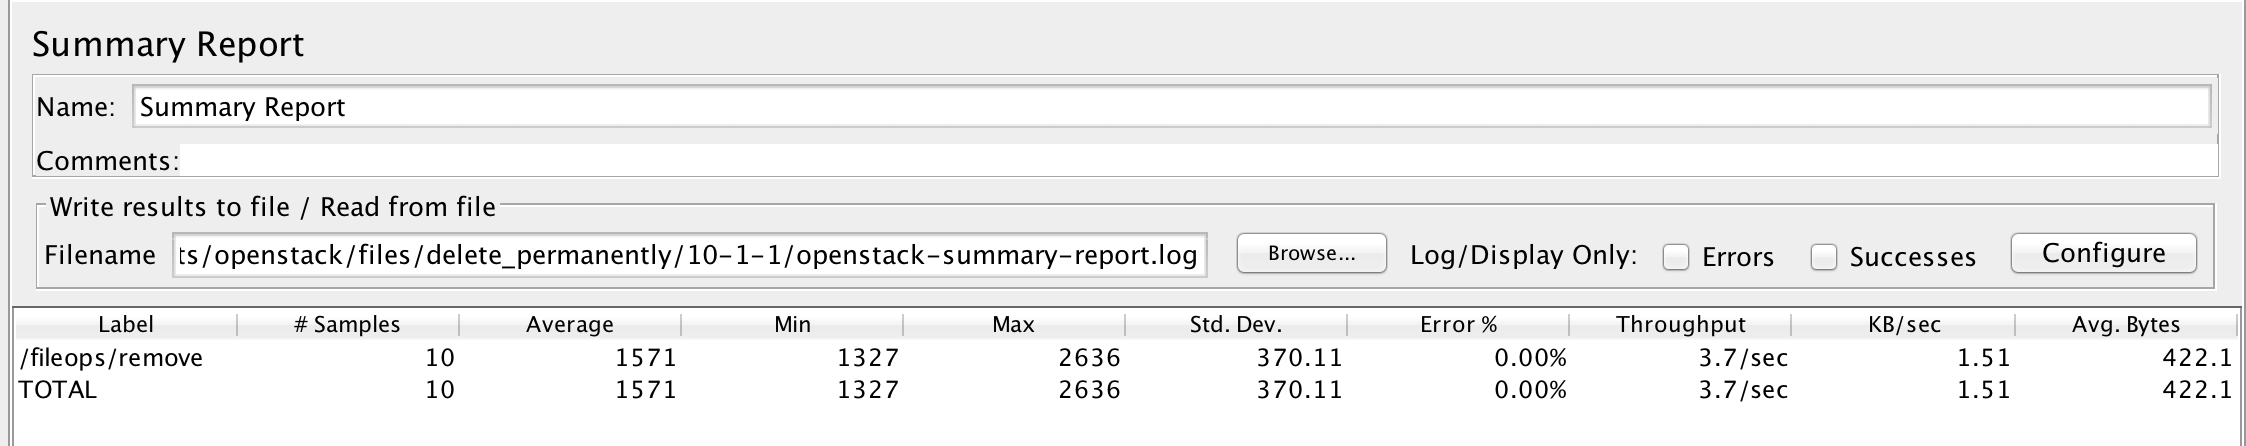 Summary Report
Name: Summary Report
Comments:
Write results to file / Read from file
Filename ts/openstack/files/delete_permanently/10-1-1/openstack-summary-report.log Browse... Log/Display Only: Errors Successes Configure
Label # Samples Average Min Max Std. Dev. Error % Throughput KB/sec Avg. Bytes
/fileops/remove 10 1571 1327 2636 370.11 0.00% 3.7/sec 1.51 422.1
TOTAL 10 1571 1327 2636 370.11 0.00% 3.7/sec 1.51 422.1